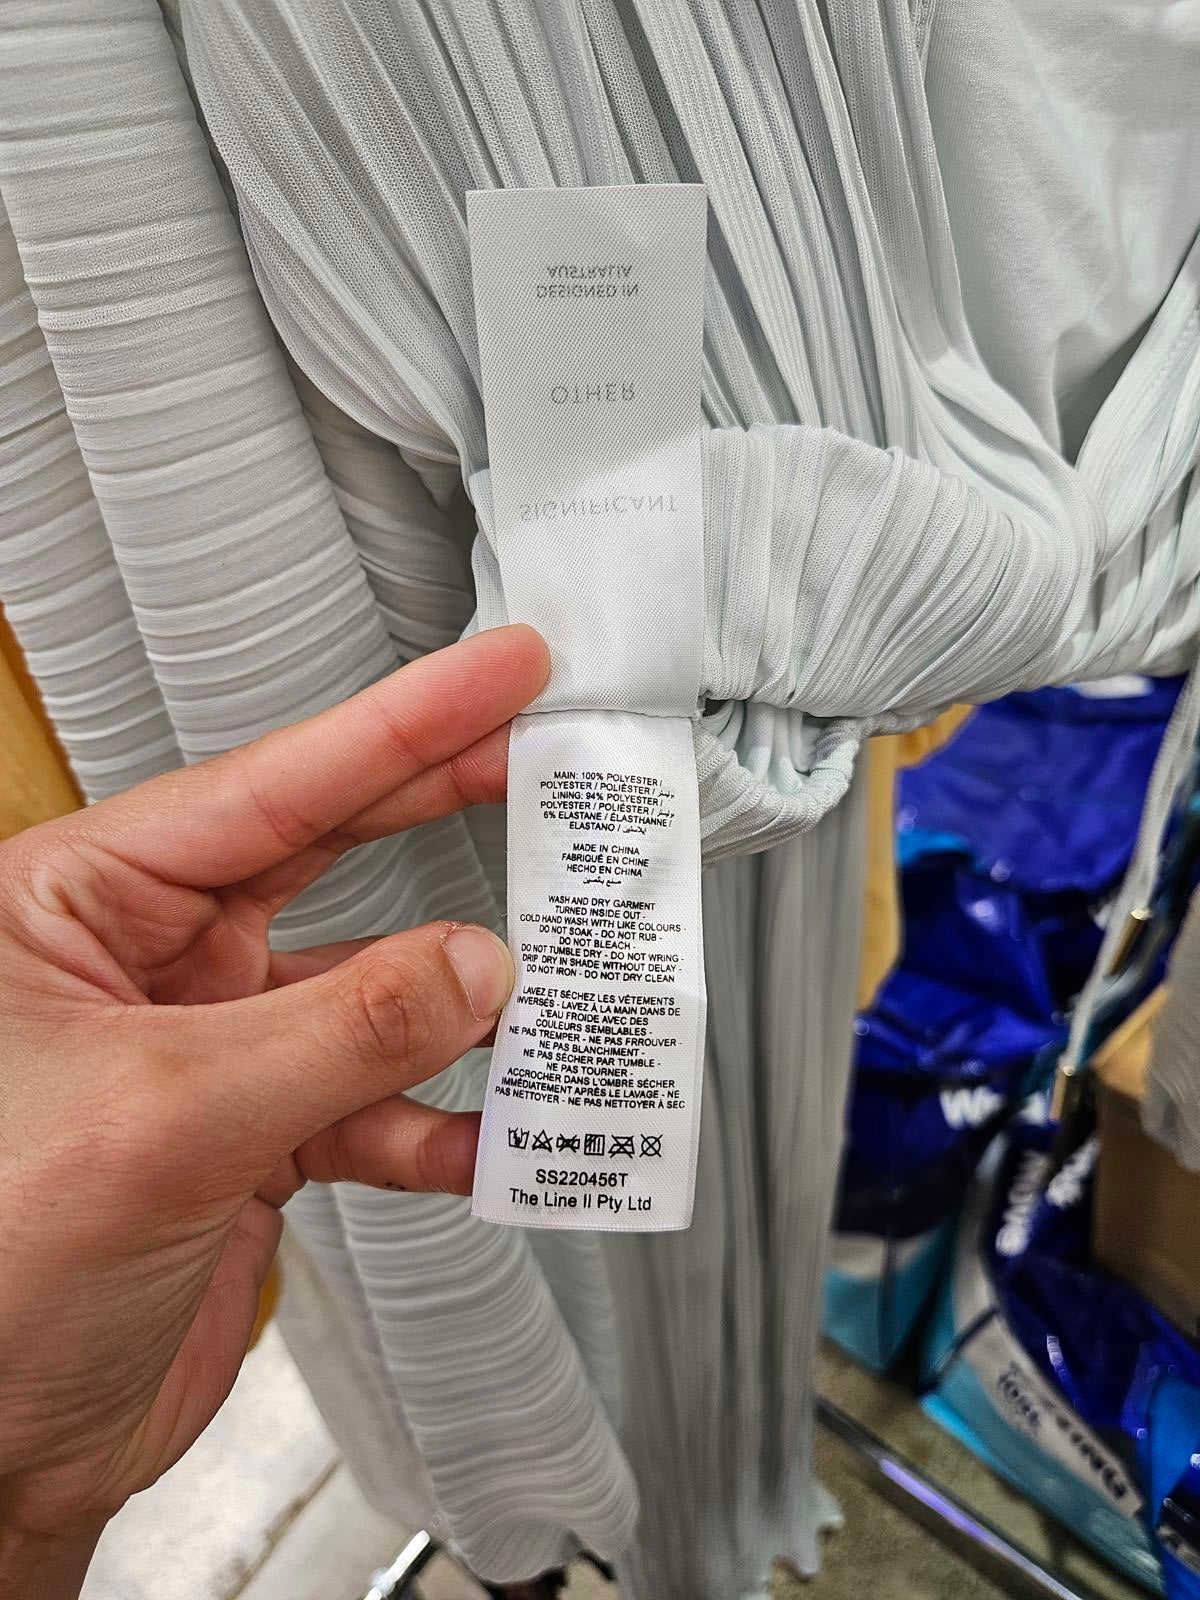 SIGNIFICANT
OTHER
DESIGNED IN
AUSTRALIA
MAIN: 100% POLYESTER /
POLYESTER / POLIÉSTER / بوليستر
LINING: 94% POLYESTER /
POLYESTER / POLIÉSTER / بوليستر
6% ELASTANE / ÉLASTHANNE /
ELASTANO / ايلاستين
MADE IN CHINA
FABRIQUÉ EN CHINE
HECHO EN CHINA
صنع بالصين
WASH AND DRY GARMENT
TURNED INSIDE OUT -
COLD HAND WASH WITH LIKE COLOURS -
DO NOT SOAK - DO NOT RUB -
DO NOT BLEACH -
DO NOT TUMBLE DRY - DO NOT WRING -
DRIP DRY IN SHADE WITHOUT DELAY -
DO NOT IRON - DO NOT DRY CLEAN
LAVEZ ET SÉCHEZ LES VÊTEMENTS
INVERSÉS - LAVEZ À LA MAIN DANS DE
L'EAU FROIDE AVEC DES
COULEURS SEMBLABLES -
NE PAS TREMPER - NE PAS FRROUVER -
NE PAS BLANCHIMENT -
NE PAS SÉCHER PAR TUMBLE -
NE PAS TOURNER -
ACCROCHER DANS L'OMBRE SÉCHER
IMMÉDIATEMENT APRÈS LE LAVAGE - NE
PAS NETTOYER - NE PAS NETTOYER À SEC
SS220456T
The Line II Pty Ltd